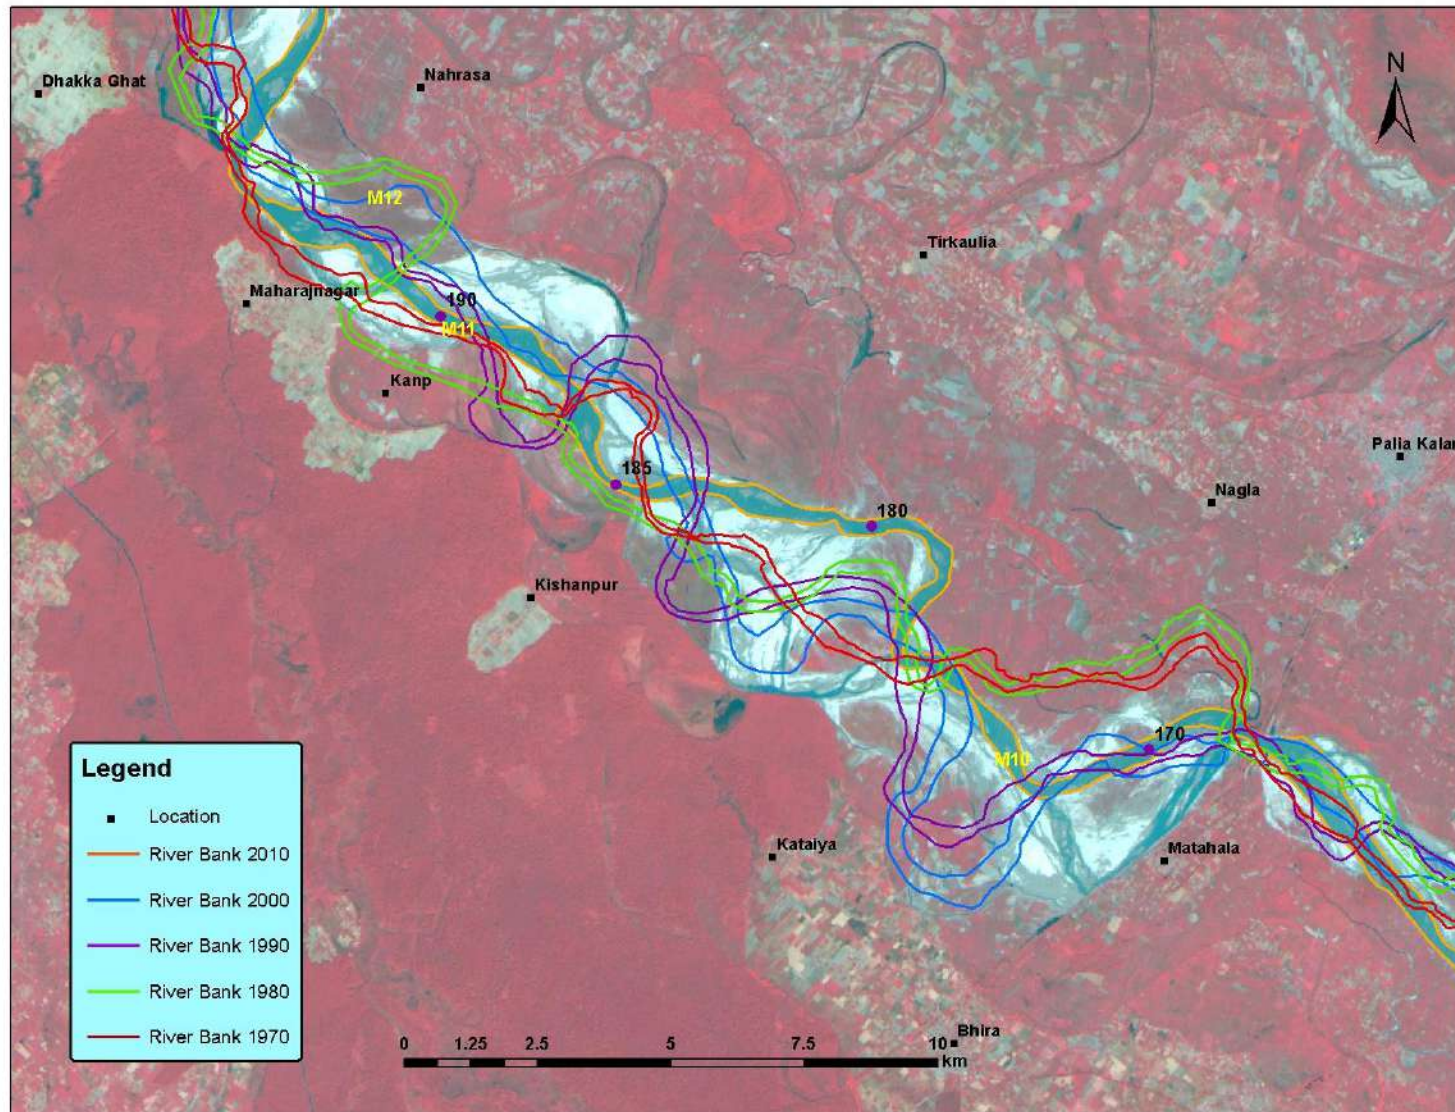 N
Dhakka Ghat
Nahrasa
M12
Tirkaulia
Maharajnagar
190
M11
Kanp
Palia Kalan
185
Nagla
180
Kishanpur
170
M10
Kataiya
Matahala
Bhira
Legend
Location
River Bank 2010
River Bank 2000
River Bank 1990
River Bank 1980
River Bank 1970
0 1.25 2.5 5 7.5 10
km